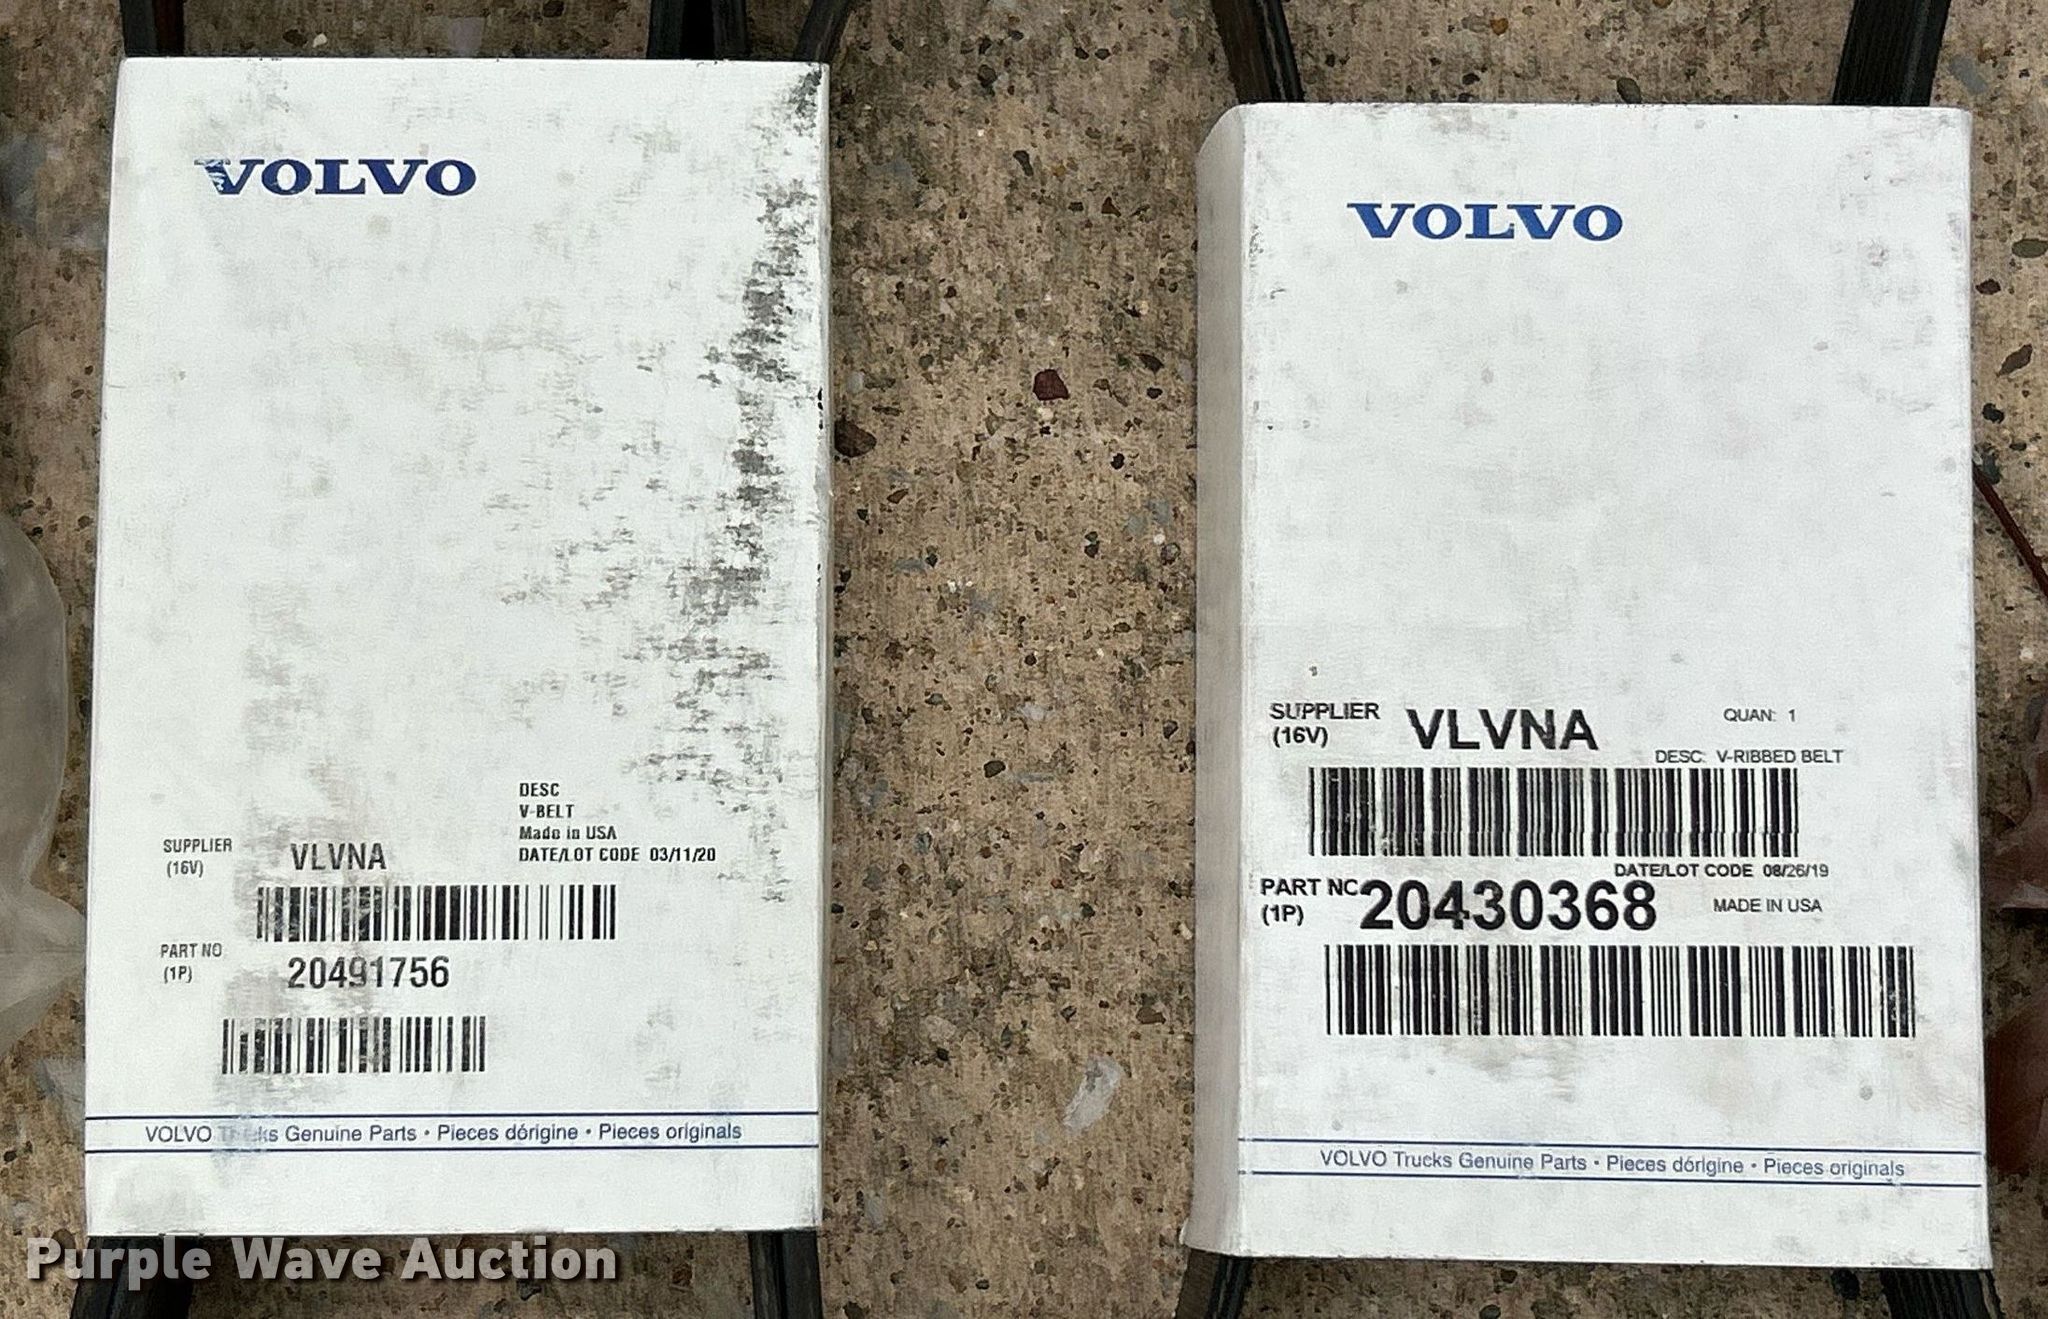 VOLVO
DESC
V-BELT
Made in USA
DATE/LOT CODE 03/11/20
SUPPLIER
(16V)
VLVNA
PART NO
(1P)
20491756
VOLVO Trucks Genuine Parts • Pieces dórigine • Pieces originals
VOLVO
SUPPLIER
(16V)
VLVNA
QUAN: 1
DESC: V-RIBBED BELT
DATE/LOT CODE 08/26/19
PART NO
(1P)
20430368
MADE IN USA
VOLVO Trucks Genuine Parts • Pieces dórigine • Pieces originals
Purple Wave Auction